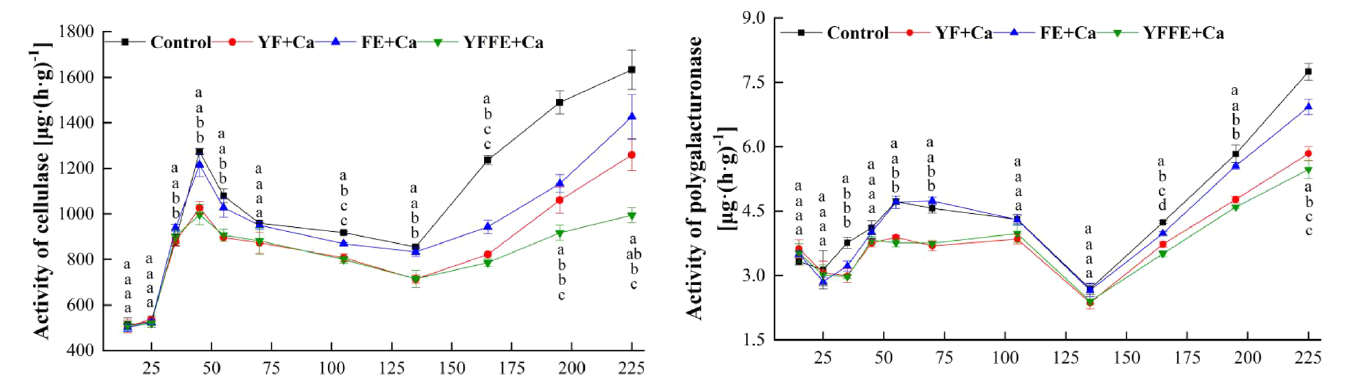 Activity of cellulase [μg·(h·g)⁻¹]
1800
1600
1400
1200
1000
800
600
400
Control YF+Ca FE+Ca YFFE+Ca
a
a
a
a
a
a
a
a
a
a
b
b
a
a
b
b
a
a
b
b
a
a
a
a
a
b
c
c
a
a
b
b
a
b
c
c
a
b
b
c
a
ab
b
c
25 50 75 100 125 150 175 200 225
Activity of polygalacturonase
[μg·(h·g)⁻¹]
9.0
7.5
6.0
4.5
3.0
1.5
Control YF+Ca FE+Ca YFFE+Ca
a
a
a
a
a
a
a
a
a
b
b
b
a
a
a
a
a
a
b
b
a
a
b
b
a
a
a
a
a
a
a
a
a
b
c
d
a
a
b
b
a
b
c
c
25 50 75 100 125 150 175 200 225